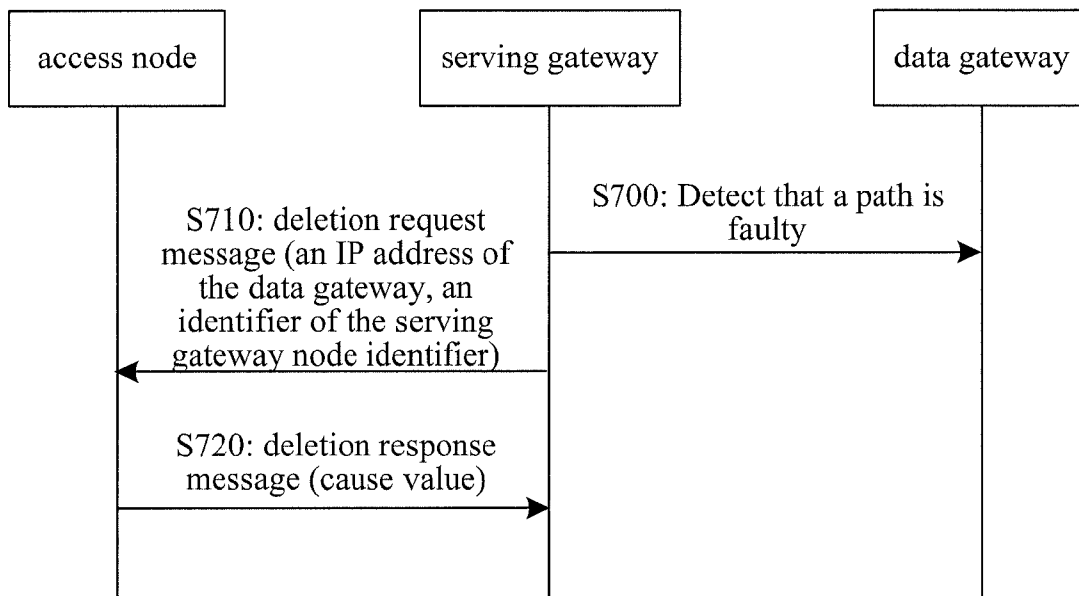 access node
serving gateway
data gateway
S700: Detect that a path is
faulty
S710: deletion request
message (an IP address of
the data gateway, an
identifier of the serving
gateway node identifier)
S720: deletion response
message (cause value)